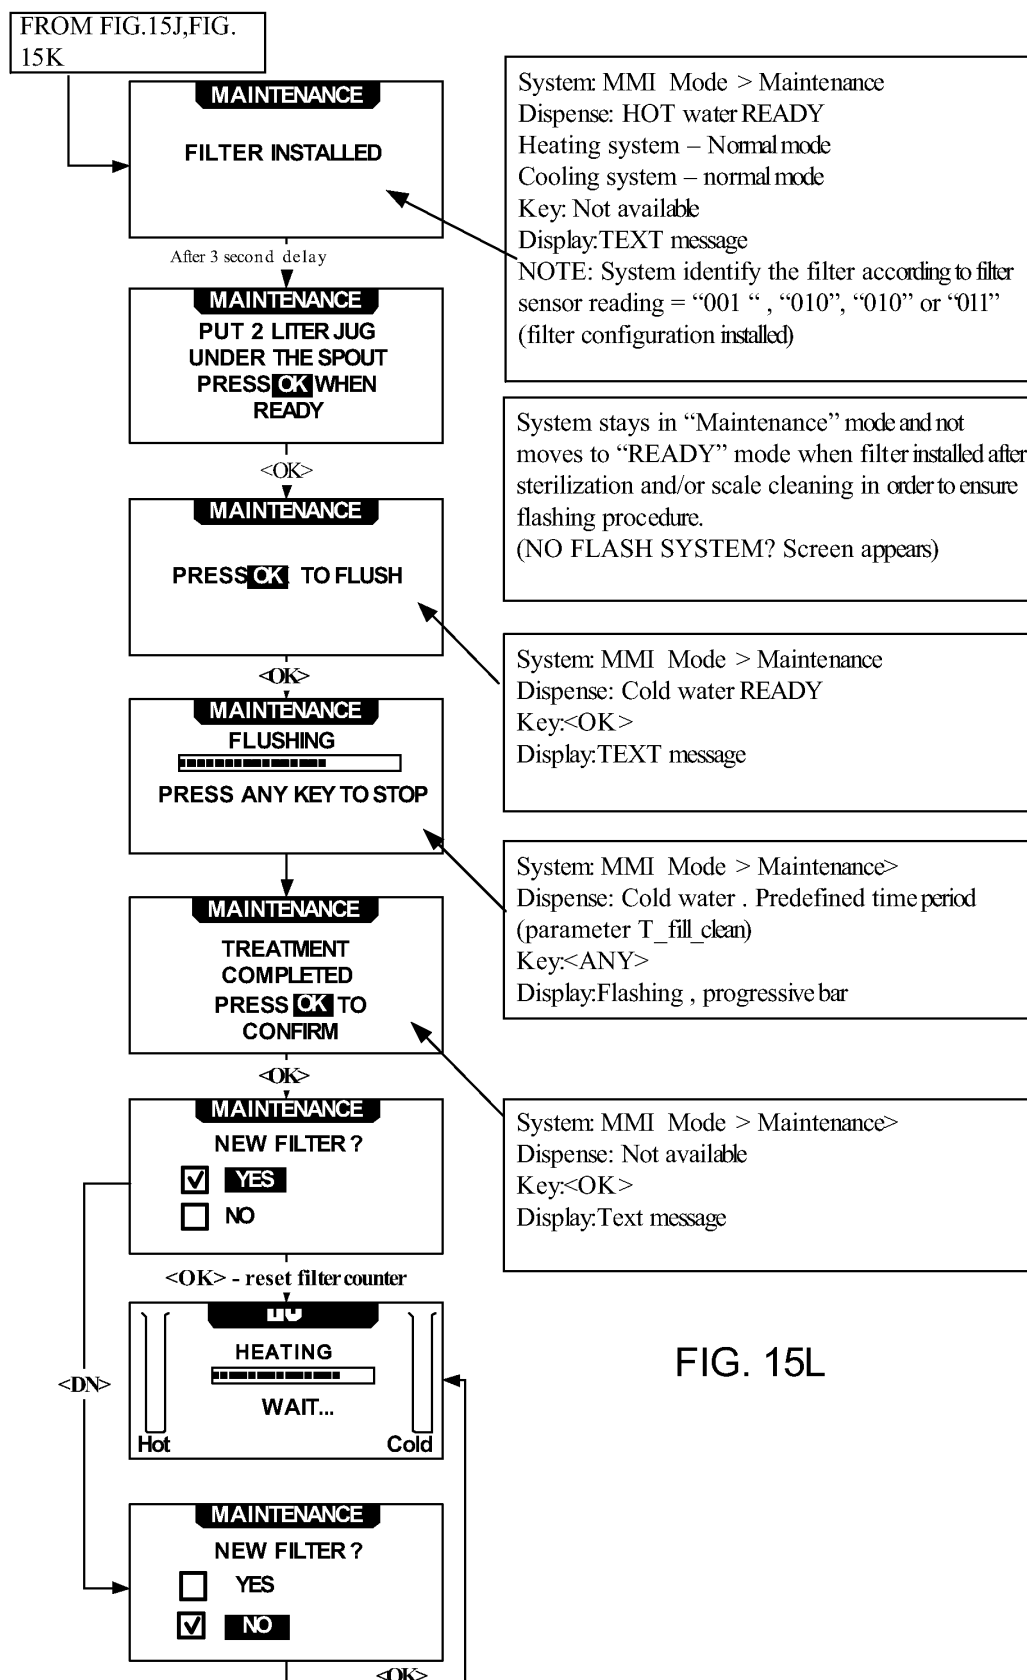 FROM FIG.15J,FIG.
15K
MAINTENANCE
FILTER INSTALLED
After 3 second delay
MAINTENANCE
PUT 2 LITER JUG
UNDER THE SPOUT
PRESS OK WHEN
READY
<OK>
MAINTENANCE
PRESS OK TO FLUSH
<OK>
MAINTENANCE
FLUSHING
PRESS ANY KEY TO STOP
MAINTENANCE
TREATMENT
COMPLETED
PRESS OK TO
CONFIRM
<OK>
MAINTENANCE
NEW FILTER ?
YES
NO
<OK> - reset filter counter
HEATING
WAIT...
Hot
Cold
<DN>
MAINTENANCE
NEW FILTER ?
YES
NO
<OK>
System: MMI Mode > Maintenance
Dispense: HOT water READY
Heating system – Normal mode
Cooling system – normal mode
Key: Not available
Display:TEXT message
NOTE: System identify the filter according to filter
sensor reading = “001 “ , “010”, “010” or “011”
(filter configuration installed)
System stays in “Maintenance” mode and not
moves to “READY” mode when filter installed after
sterilization and/or scale cleaning in order to ensure
flashing procedure.
(NO FLASH SYSTEM? Screen appears)
System: MMI Mode > Maintenance
Dispense: Cold water READY
Key:<OK>
Display:TEXT message
System: MMI Mode > Maintenance>
Dispense: Cold water . Predefined time period
(parameter T_fill_clean)
Key:<ANY>
Display:Flashing , progressive bar
System: MMI Mode > Maintenance>
Dispense: Not available
Key:<OK>
Display:Text message
FIG. 15L